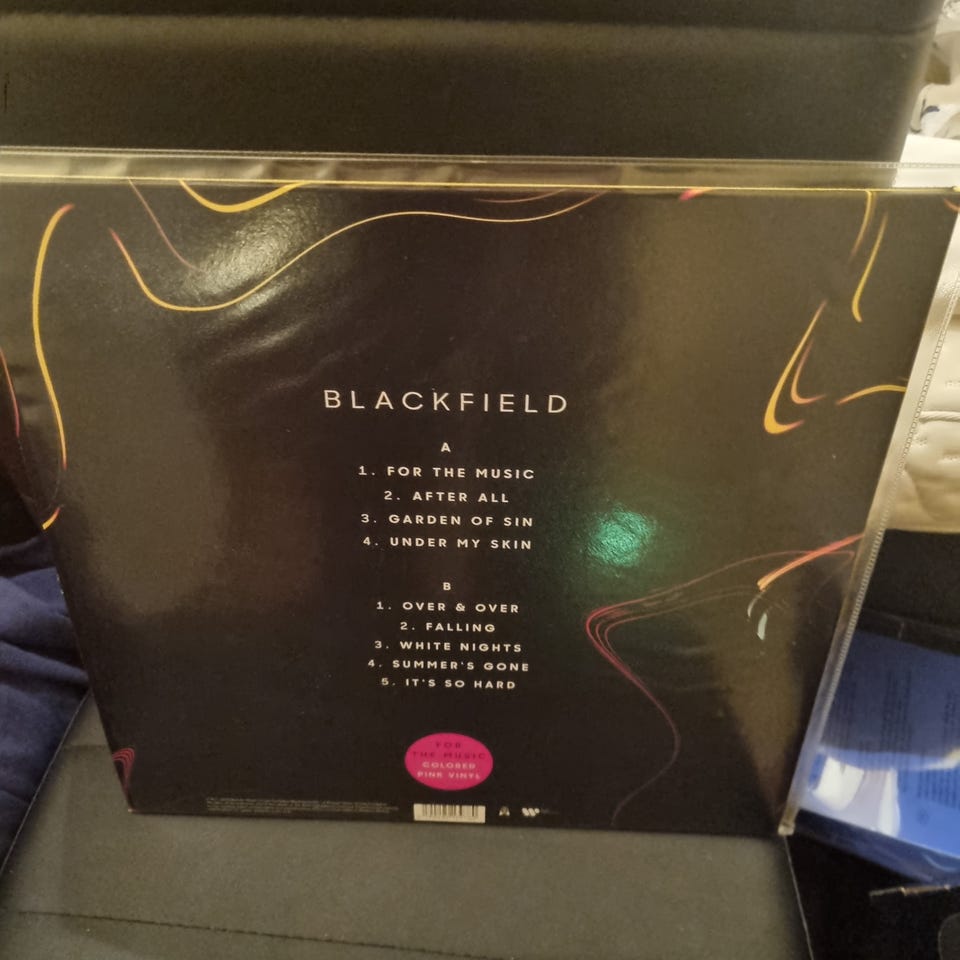 BLACKFIELD
A
1. FOR THE MUSIC
2. AFTER ALL
3. GARDEN OF SIN
4. UNDER MY SKIN
B
1. OVER & OVER
2. FALLING
3. WHITE NIGHTS
4. SUMMER'S GONE
5. IT'S SO HARD
FOR
THE MUSIC
COLORED
PINK VINYL